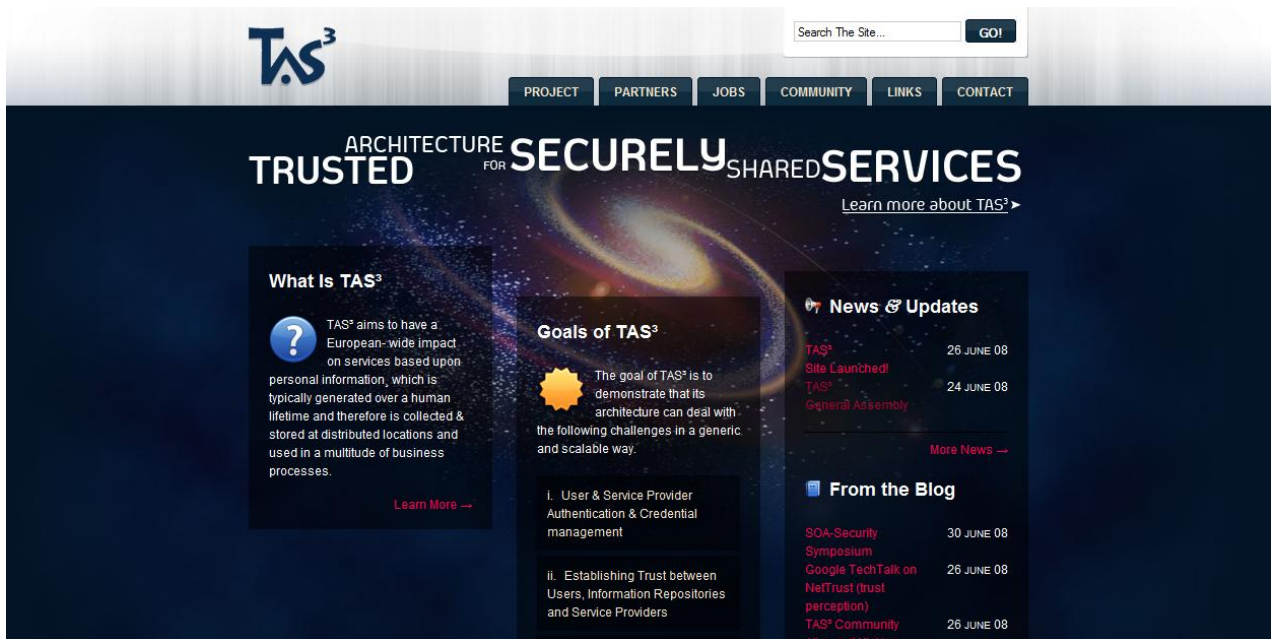 TAS³
Search The Site...
GO!
PROJECT
PARTNERS
JOBS
COMMUNITY
LINKS
CONTACT
TRUSTED ARCHITECTURE FOR SECURELY SHARED SERVICES
Learn more about TAS³ ➤
What Is TAS³
TAS³ aims to have a
European- wide impact
on services based upon
personal information, which is
typically generated over a human
lifetime and therefore is collected &
stored at distributed locations and
used in a multitude of business
processes.
Learn More →
Goals of TAS³
The goal of TAS³ is to
demonstrate that its
architecture can deal with
the following challenges in a generic
and scalable way.
i. User & Service Provider
Authentication & Credential
management
ii. Establishing Trust between
Users, Information Repositories
and Service Providers
News & Updates
TAS³ 26 JUNE 08
Site Launched!
TAS³ 24 JUNE 08
General Assembly
More News →
From the Blog
SOA-Security 30 JUNE 08
Symposium
Google TechTalk on 26 JUNE 08
NetTrust (trust
perception)
TAS³ Community 26 JUNE 08